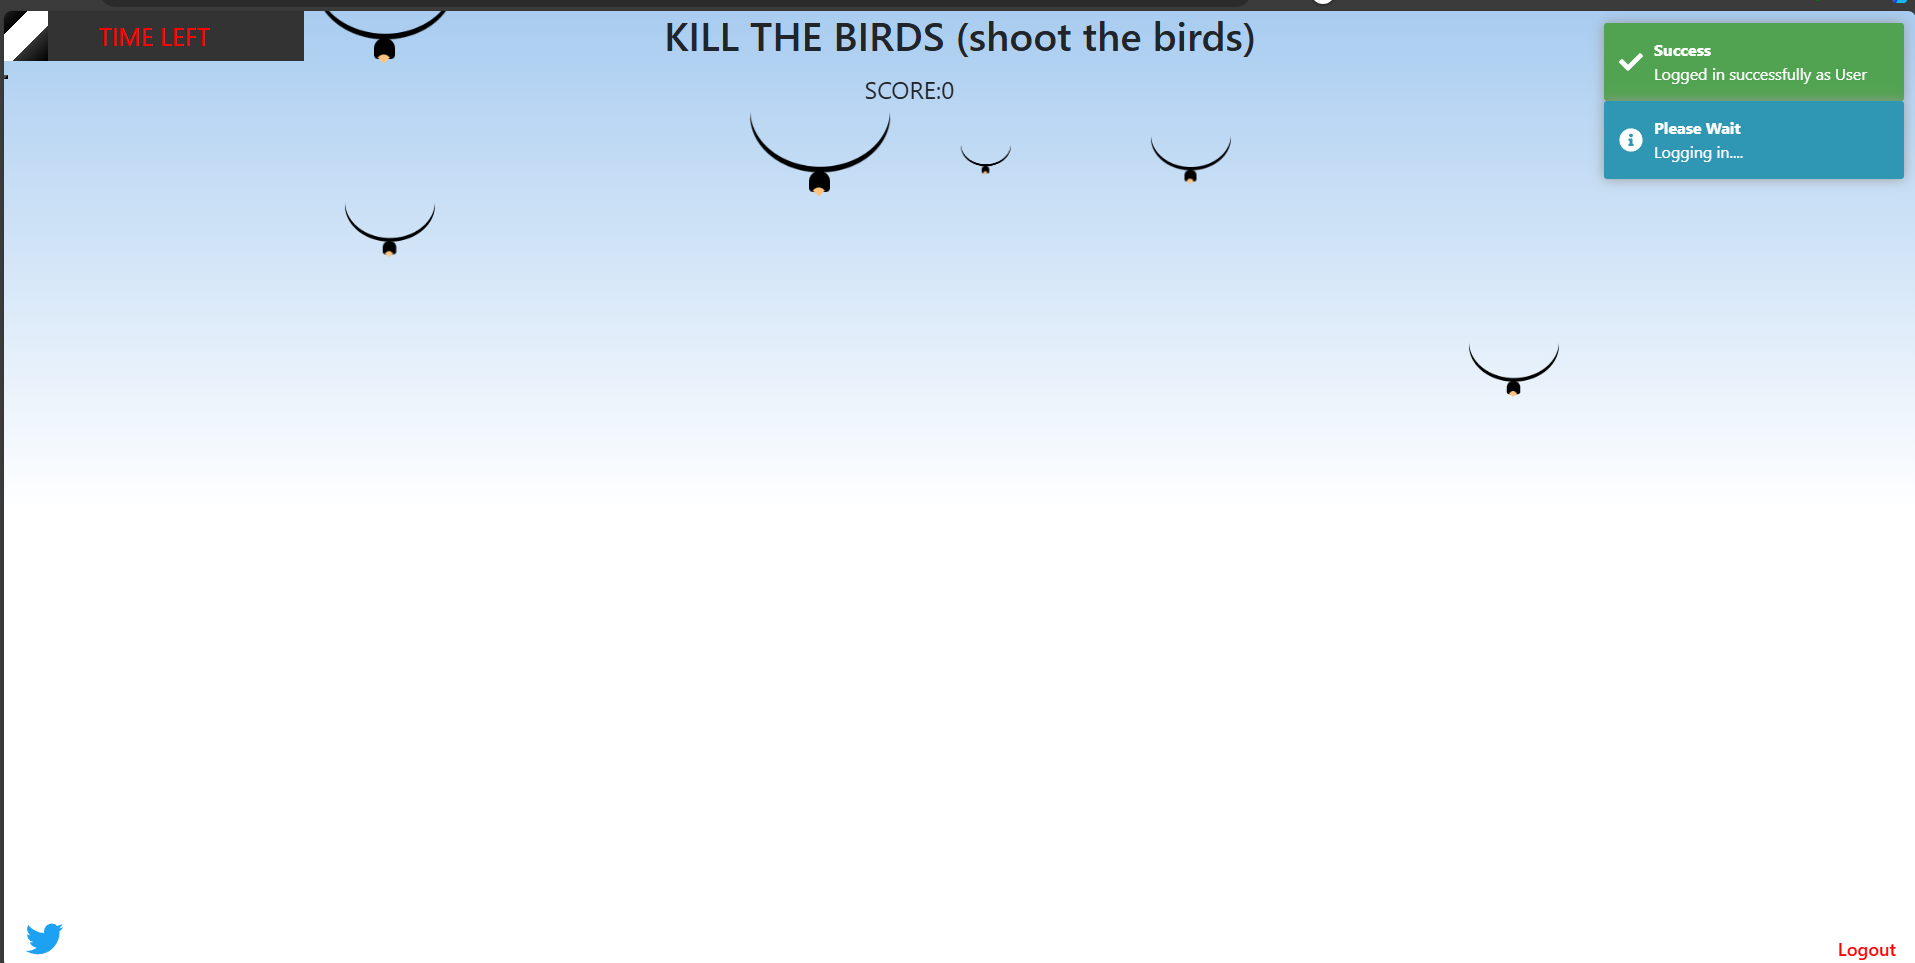 TIME LEFT
KILL THE BIRDS (shoot the birds)
SCORE:0
Success
Logged in successfully as User
Please Wait
Logging in....
Logout